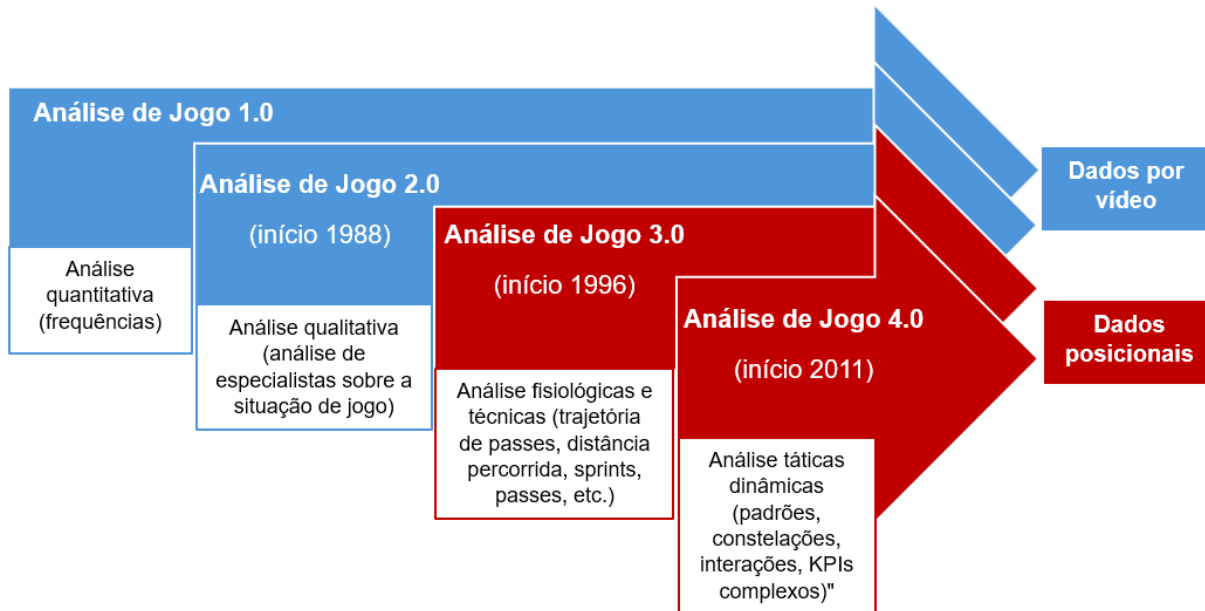 Análise de Jogo 1.0
Análise
quantitativa
(frequências)
Análise de Jogo 2.0
(início 1988)
Análise qualitativa
(análise de
especialistas sobre a
situação de jogo)
Análise de Jogo 3.0
(início 1996)
Análise fisiológicas e
técnicas (trajetória
de passes, distância
percorrida, sprints,
passes, etc.)
Análise de Jogo 4.0
(início 2011)
Análise táticas
dinâmicas
(padrões,
constelações,
interações, KPIs
complexos)"
Dados por
vídeo
Dados
posicionais